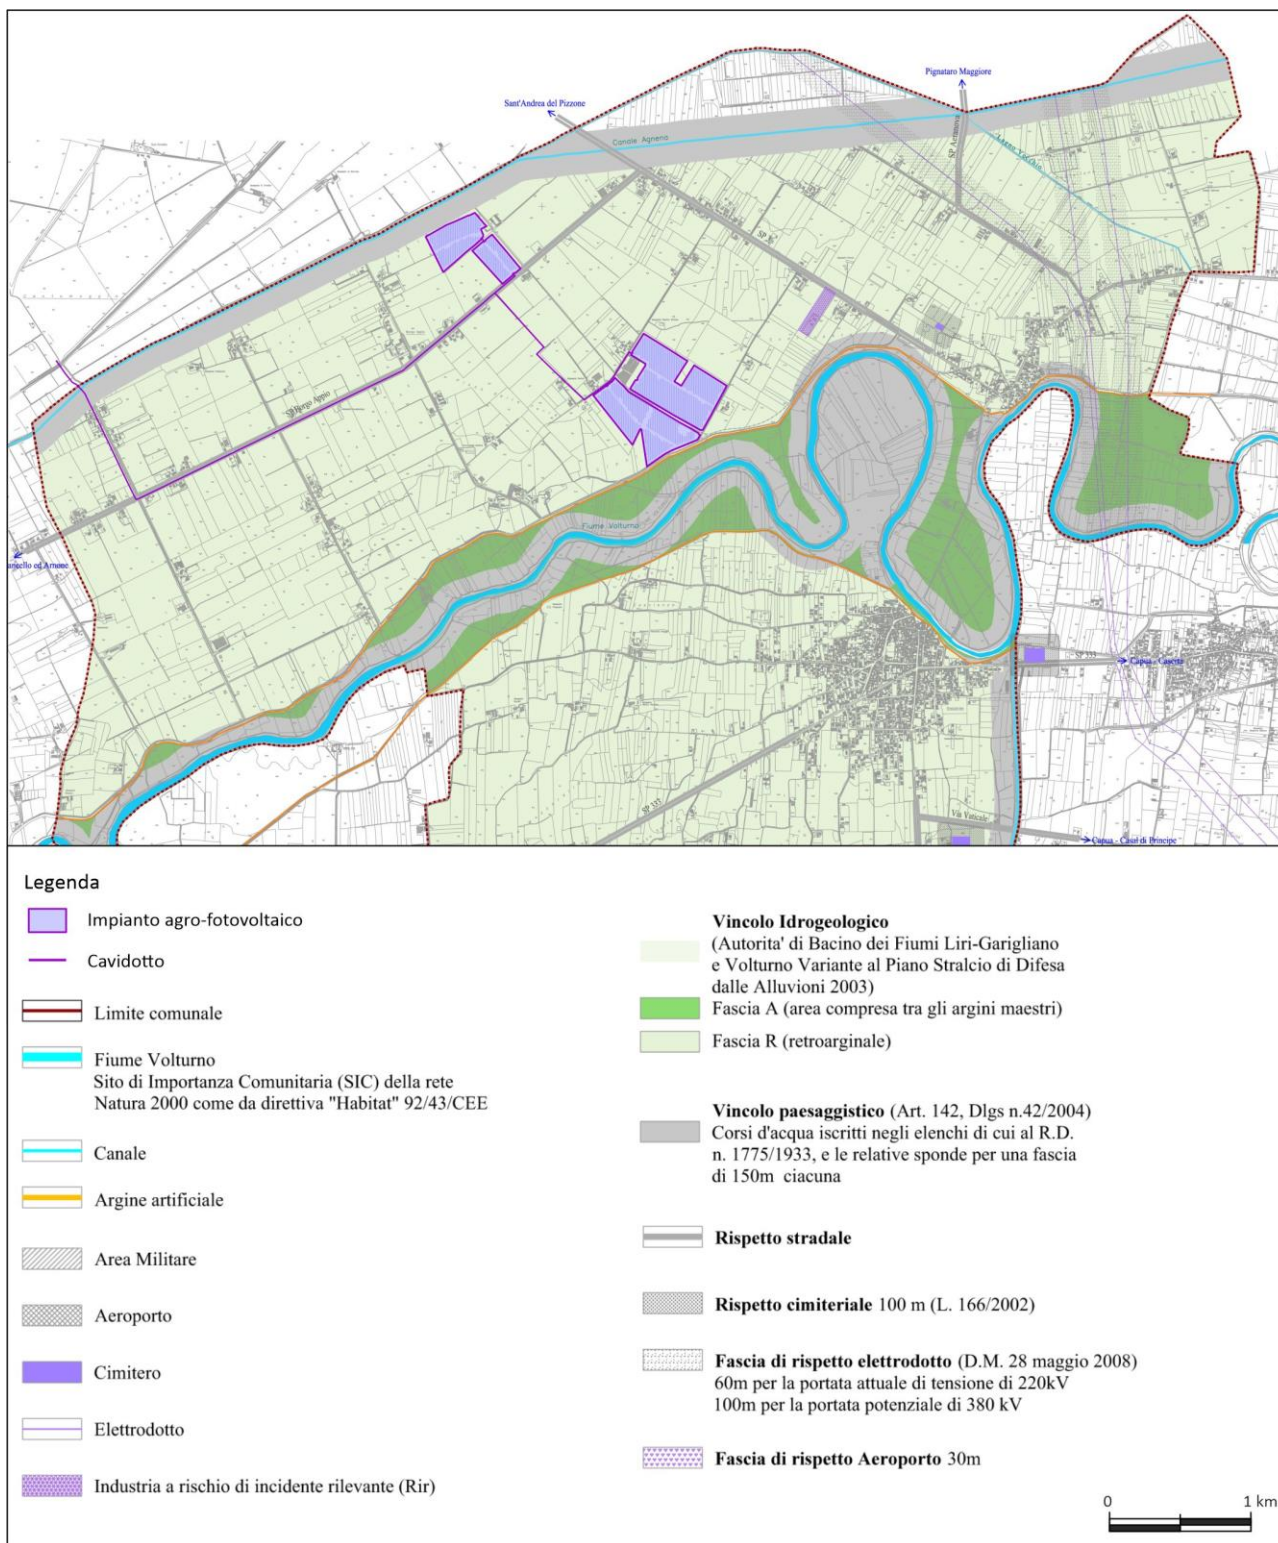 Pignataro Maggiore
Sant'Andrea del Pizzone
Canale Agnena
SP Arianova
SP
Borgo Appio
Fiume Volturno
SP 333
Capua - Caserta
SP 333
Via Vaticale
Capua - Casal di Principe
Legenda
Impianto agro-fotovoltaico
Cavidotto
Limite comunale
Fiume Volturno
Sito di Importanza Comunitaria (SIC) della rete
Natura 2000 come da direttiva "Habitat" 92/43/CEE
Canale
Argine artificiale
Area Militare
Aeroporto
Cimitero
Elettrodotto
Industria a rischio di incidente rilevante (Rir)
Vincolo Idrogeologico
(Autorita' di Bacino dei Fiumi Liri-Garigliano
e Volturno Variante al Piano Stralcio di Difesa
dalle Alluvioni 2003)
Fascia A (area compresa tra gli argini maestri)
Fascia R (retroarginale)
Vincolo paesaggistico (Art. 142, Dlgs n.42/2004)
Corsi d'acqua iscritti negli elenchi di cui al R.D.
n. 1775/1933, e le relative sponde per una fascia
di 150m ciacuna
Rispetto stradale
Rispetto cimiteriale 100 m (L. 166/2002)
Fascia di rispetto elettrodotto (D.M. 28 maggio 2008)
60m per la portata attuale di tensione di 220kV
100m per la portata potenziale di 380 kV
Fascia di rispetto Aeroporto 30m
0 1 km